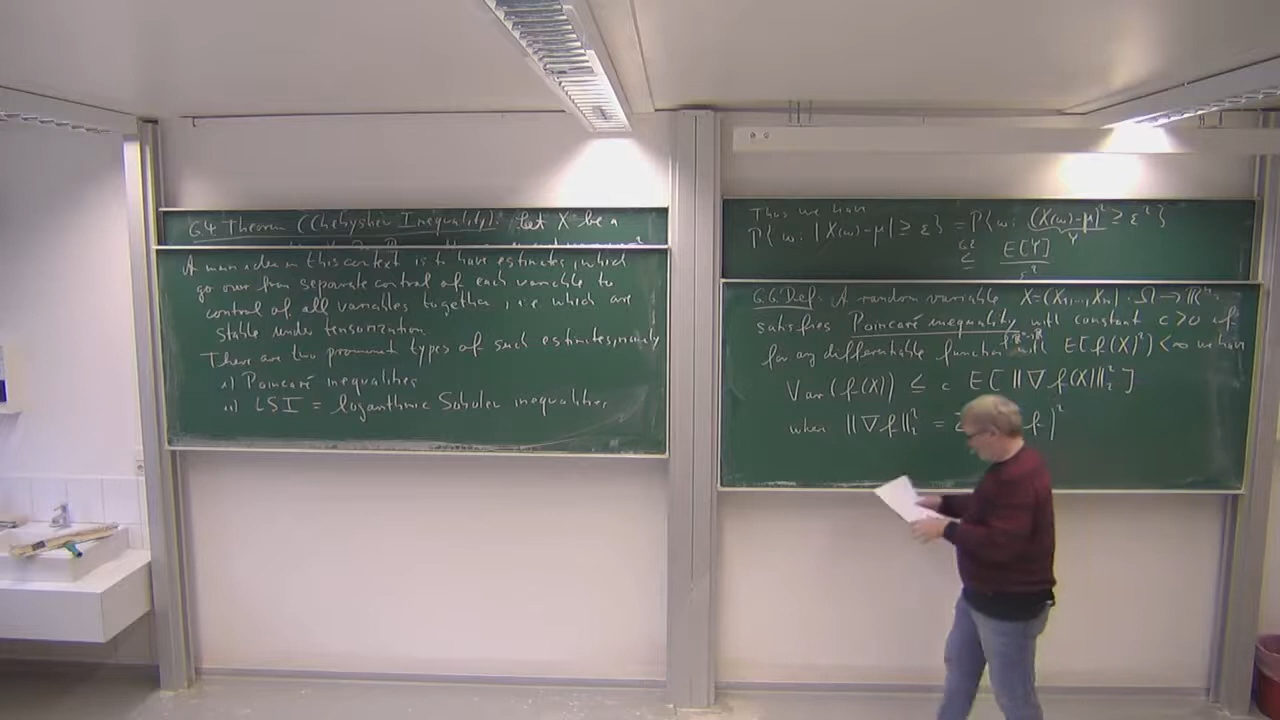 6.4 Theorem (Chebyshev Inequality): Let X be a
A main idea in this context is to have estimates, which
go over from separate control of each variable to
control of all variables together, i.e. which are
stable under tensorization.
There are two prominent types of such estimates, namely
i) Poincaré inequalities
ii) LSI = logarithmic Sobolev inequalities
Thus we have
P{ω: |X(ω)-μ| ≥ ε} = P{ω: (X(ω)-μ)² ≥ ε²}
Y
6.2
≤ E[Y]
ε²
6.6. Def: A random variable X=(X₁,..,Xₙ): Ω→ℝⁿ
satisfies Poincaré inequality with constant c>0 if
for any differentiable function with E[f(X)²]<∞ we have
Var(f(X)) ≤ c E[‖∇f(X)‖₂²]
where ‖∇f‖₂² = f)²